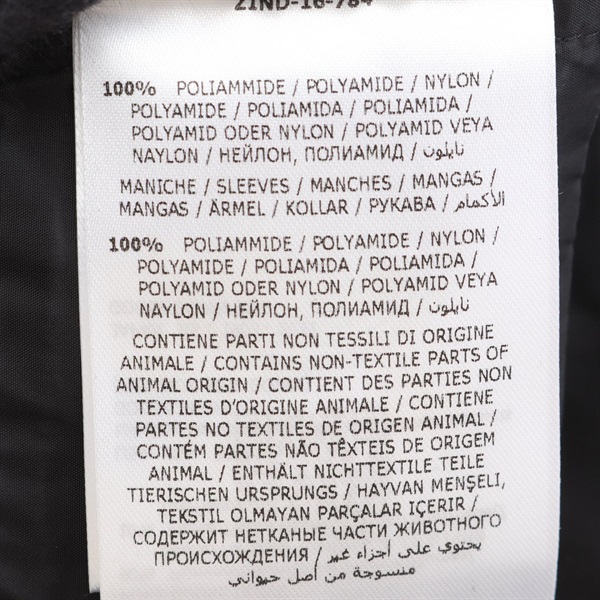 21ND-16-784
100% POLIAMMIDE / POLYAMIDE / NYLON /
POLYAMIDE / POLIAMIDA / POLIAMIDA /
POLYAMID ODER NYLON / POLYAMID VEYA
NAYLON / НЕЙЛОН, ПОЛИАМИД / نايلون
MANICHE / SLEEVES / MANCHES / MANGAS /
MANGAS / ÄRMEL / KOLLAR / РУКАВА / الأكمام
100% POLIAMMIDE / POLYAMIDE / NYLON /
POLYAMIDE / POLIAMIDA / POLIAMIDA /
POLYAMID ODER NYLON / POLYAMID VEYA
NAYLON / НЕЙЛОН, ПОЛИАМИД / نايلون
CONTIENE PARTI NON TESSILI DI ORIGINE
ANIMALE / CONTAINS NON-TEXTILE PARTS OF
ANIMAL ORIGIN / CONTIENT DES PARTIES NON
TEXTILES D'ORIGINE ANIMALE / CONTIENE
PARTES NO TEXTILES DE ORIGEN ANIMAL /
CONTÉM PARTES NÃO TÊXTEIS DE ORIGEM
ANIMAL / ENTHÄLT NICHTTEXTILE TEILE
TIERISCHEN URSPRUNGS / HAYVAN MENŞELİ,
TEKSTIL OLMAYAN PARÇALAR IÇERIR /
СОДЕРЖИТ НЕТКАНЫЕ ЧАСТИ ЖИВОТНОГО
ПРОИСХОЖДЕНИЯ / يحتوي على أجزاء غير
منسوجة من أصل حيواني